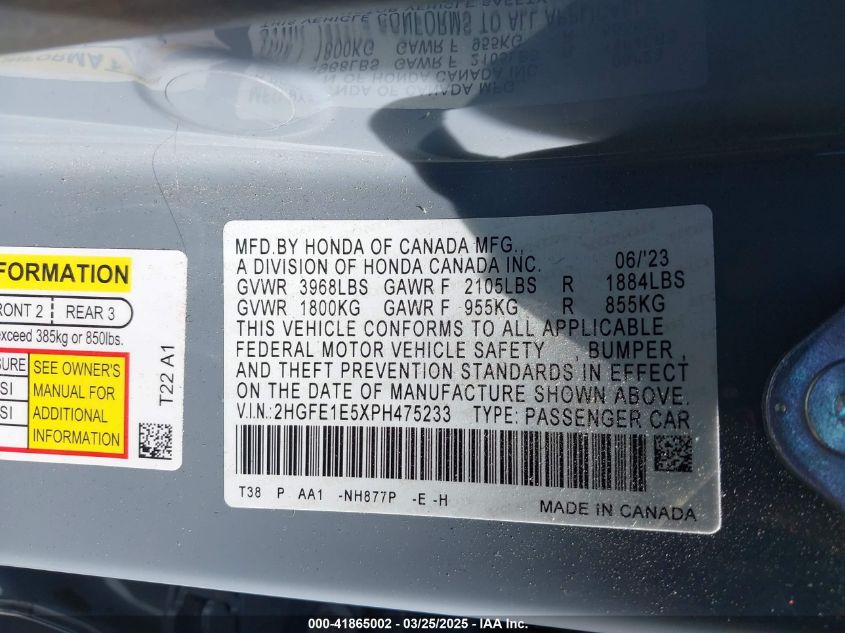 MFD.BY HONDA OF CANADA MFG.,
A DIVISION OF HONDA CANADA INC. 06/'23
GVWR 3968LBS GAWR F 2105LBS R 1884LBS
GVWR 1800KG GAWR F 955KG R 855KG
THIS VEHICLE CONFORMS TO ALL APPLICABLE
FEDERAL MOTOR VEHICLE SAFETY , BUMPER ,
AND THEFT PREVENTION STANDARDS IN EFFECT
ON THE DATE OF MANUFACTURE SHOWN ABOVE.
V.I.N.:2HGFE1E5XPH475233 TYPE: PASSENGER CAR
T38 P AA1 -NH877P -E -H
MADE IN CANADA
FORMATION
FRONT 2 REAR 3
exceed 385kg or 850lbs.
SEE OWNER'S
MANUAL FOR
ADDITIONAL
INFORMATION
T22 A1
000-41865002 - 03/25/2025 - IAA Inc.